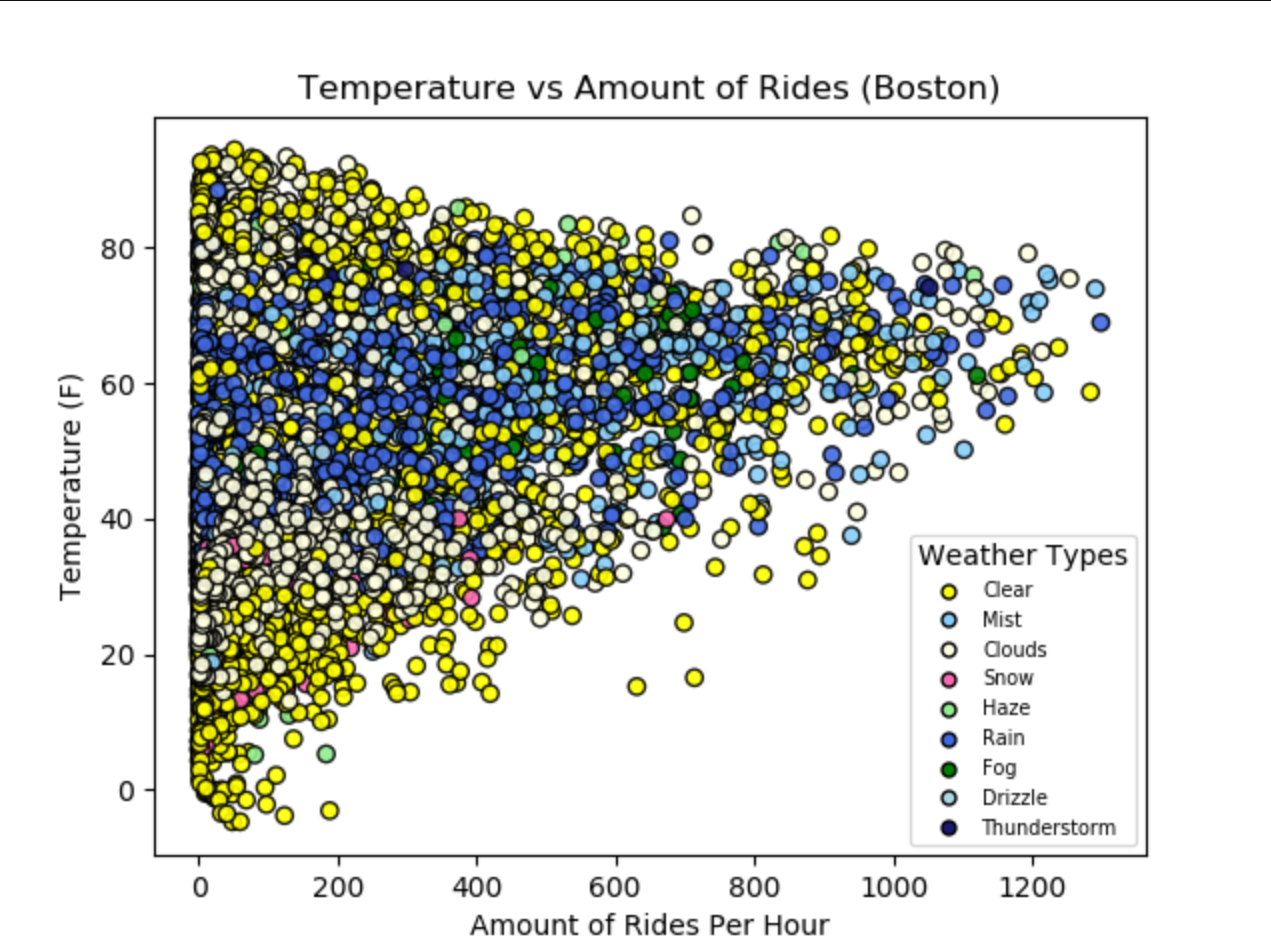 Temperature vs Amount of Rides (Boston)
Temperature (F)
80
60
40
20
0
0 200 400 600 800 1000 1200
Amount of Rides Per Hour
Weather Types
Clear
Mist
Clouds
Snow
Haze
Rain
Fog
Drizzle
Thunderstorm